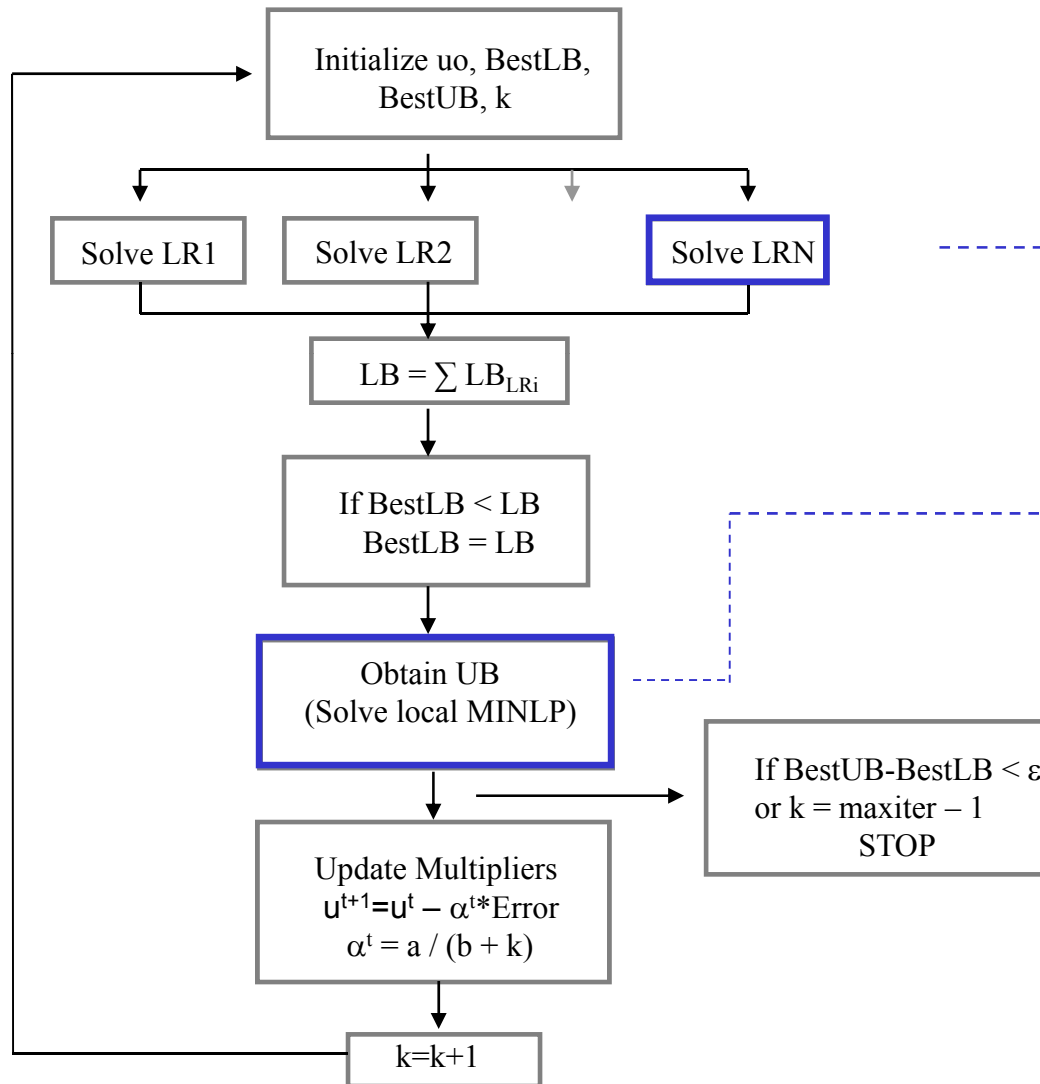 Initialize uo, BestLB,
BestUB, k
Solve LR1
Solve LR2
Solve LRN
LB = ∑ LB_LRi
If BestLB < LB
BestLB = LB
Obtain UB
(Solve local MINLP)
If BestUB-BestLB < ε
or k = maxiter – 1
STOP
Update Multipliers
u^t+1=u^t – α^t*Error
α^t = a / (b + k)
k=k+1